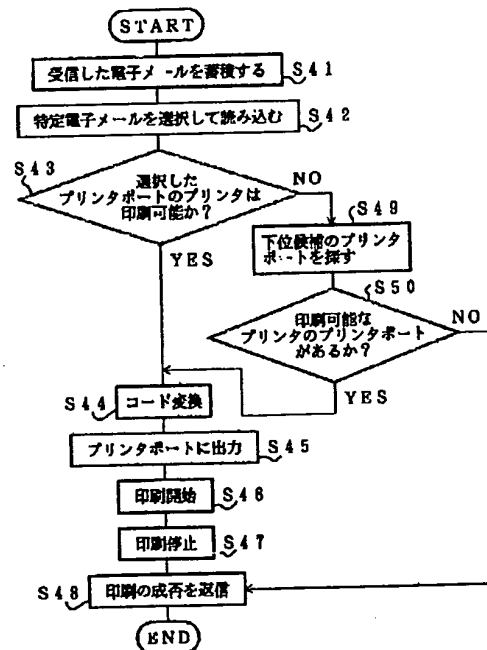 START
受信した電子メールを蓄積する
S41
特定電子メールを選択して読み込む
S42
S43
選択した
プリンタポートのプリンタは
印刷可能か?
NO
YES
S49
下位候補のプリンタ
ポートを探す
S50
印刷可能な
プリンタのプリンタポート
があるか?
NO
YES
S44
コード変換
プリンタポートに出力
S45
印刷開始
S46
印刷停止
S47
S48
印刷の成否を返信
END